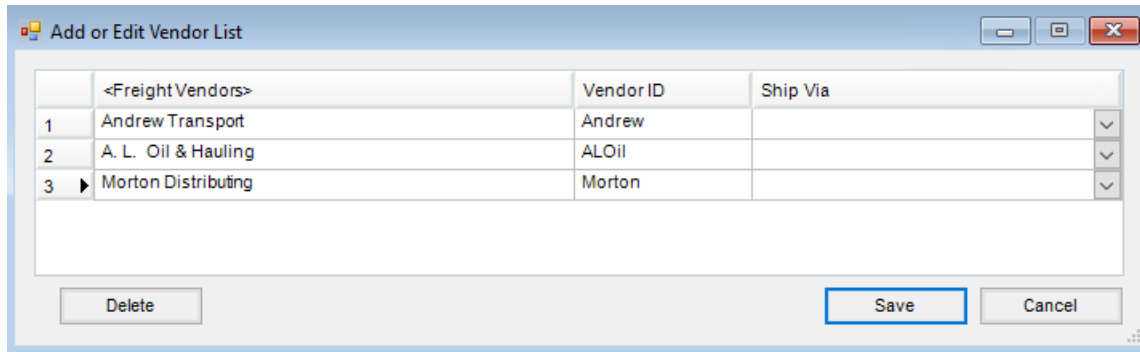 Add or Edit Vendor List
<Freight Vendors> Vendor ID Ship Via
1 Andrew Transport Andrew
2 A. L. Oil & Hauling ALOil
3 Morton Distributing Morton
Delete Save Cancel